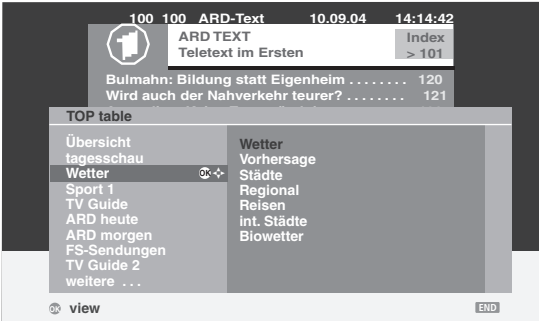 100 100 ARD-Text 10.09.04 14:14:42
ARD TEXT Index
Teletext im Ersten > 101
Bulmahn: Bildung statt Eigenheim . . . . . . . . 120
Wird auch der Nahverkehr teurer? . . . . . . . . 121
TOP table
Übersicht
tagesschau
Wetter OK
Sport 1
TV Guide
ARD heute
ARD morgen
FS-Sendungen
TV Guide 2
weitere . . .
Wetter
Vorhersage
Städte
Regional
Reisen
int. Städte
Biowetter
OK view END